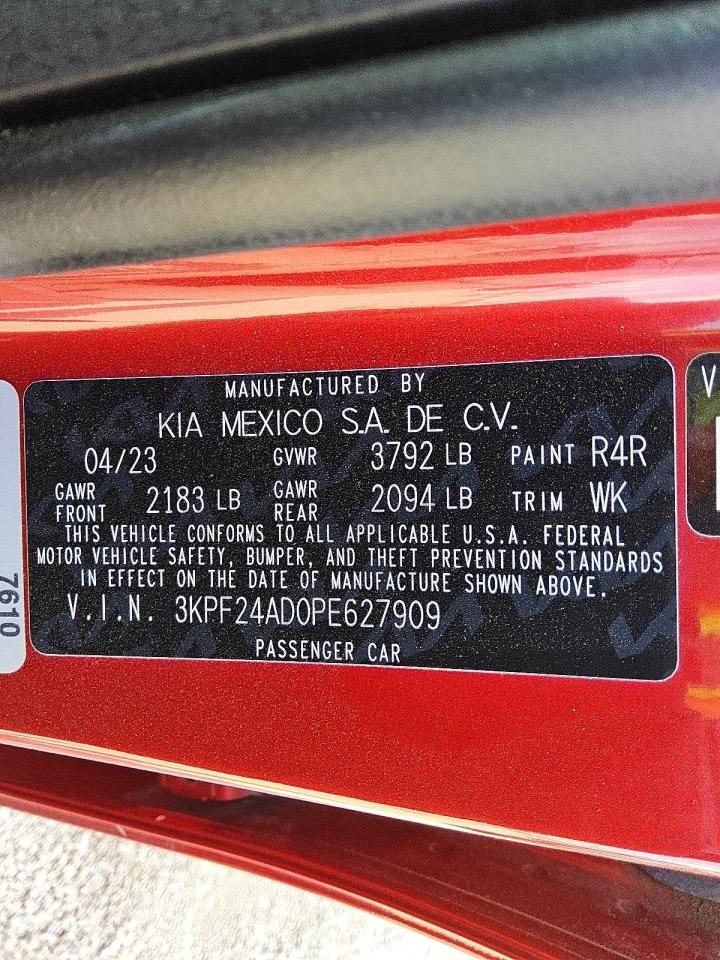 MANUFACTURED BY
KIA MEXICO S.A. DE C.V.
04/23 GVWR 3792 LB PAINT R4R
GAWR FRONT 2183 LB GAWR REAR 2094 LB TRIM WK
THIS VEHICLE CONFORMS TO ALL APPLICABLE U.S.A. FEDERAL
MOTOR VEHICLE SAFETY, BUMPER, AND THEFT PREVENTION STANDARDS
IN EFFECT ON THE DATE OF MANUFACTURE SHOWN ABOVE.
V.I.N. 3KPF24AD0PE627909
PASSENGER CAR
7610
V